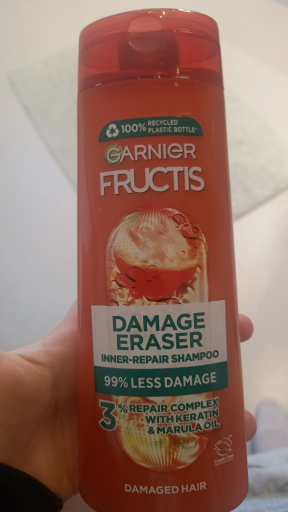 100% RECYCLED
PLASTIC BOTTLE*
GARNIER
FRUCTIS
DAMAGE
ERASER
INNER-REPAIR SHAMPOO
99% LESS DAMAGE
3% REPAIR COMPLEX
WITH KERATIN
& MARULA OIL
DAMAGED HAIR